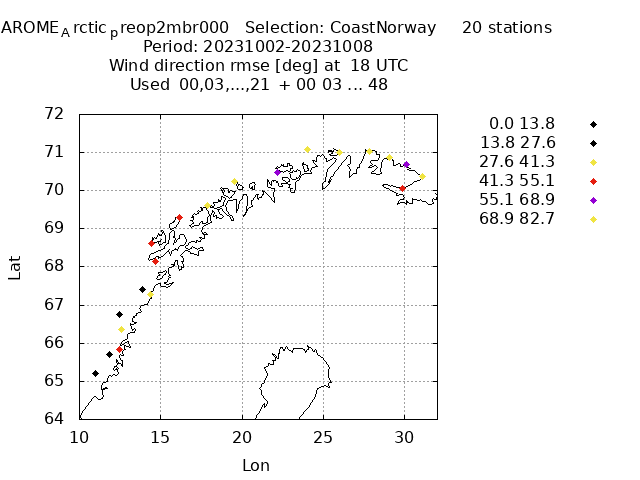 AROME A rctic p reop2mbr000 Selection: CoastNorway 20 stations
Period: 20231002-20231008
Wind direction rmse [deg] at 18 UTC
Used 00,03,...,21 + 00 03 ... 48
72
71
70
69
68
67
66
65
64
Lat
10 15 20 25 30
Lon
0.0 13.8
13.8 27.6
27.6 41.3
41.3 55.1
55.1 68.9
68.9 82.7